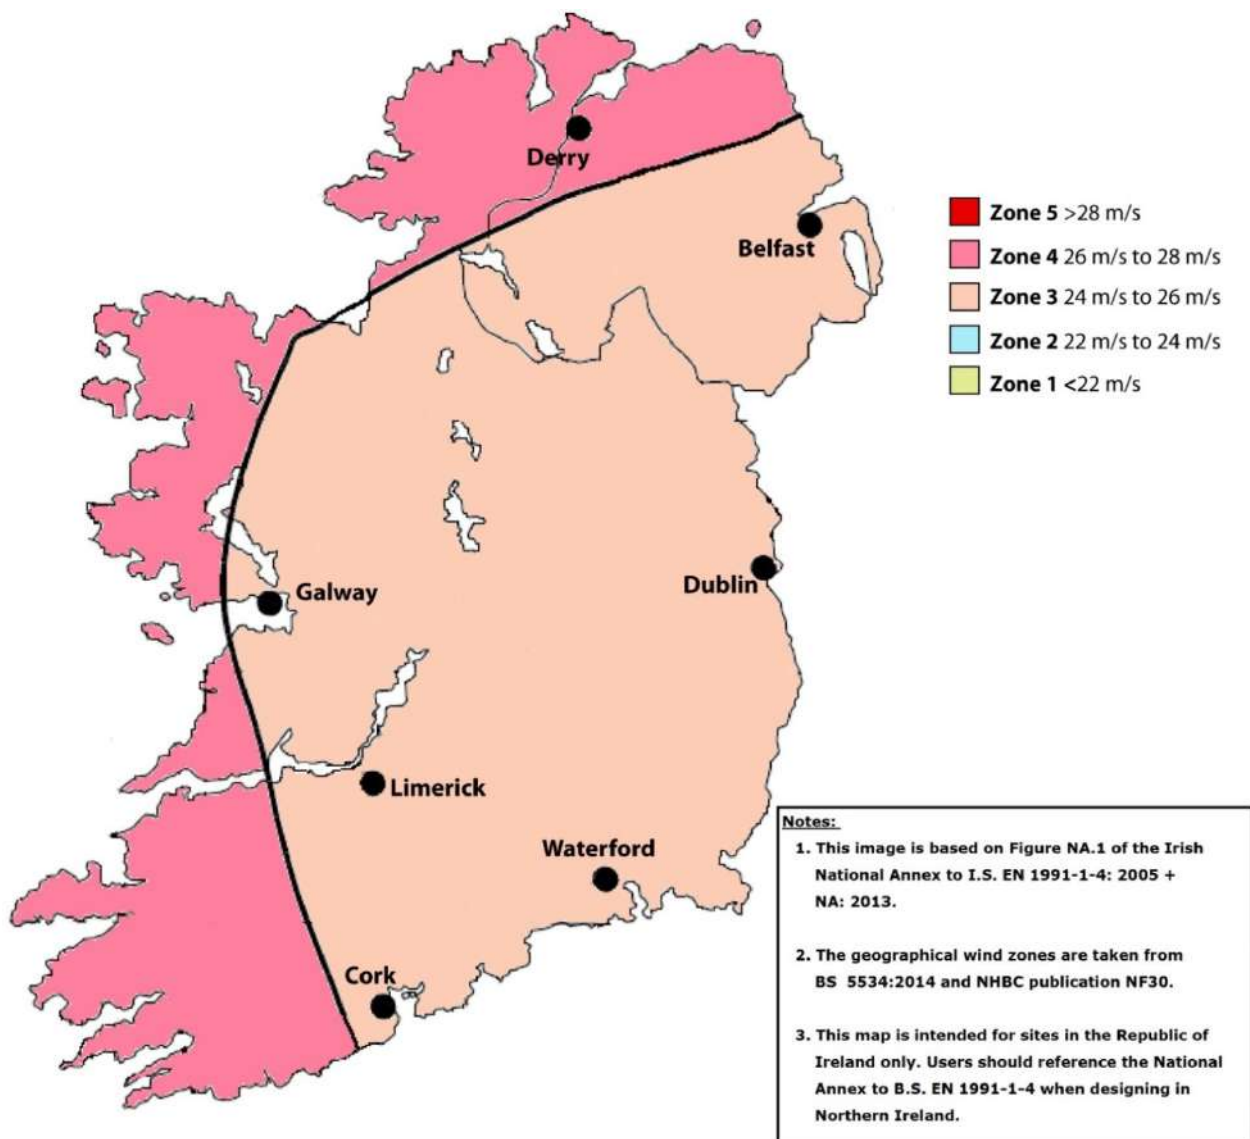 Derry
Belfast
Zone 5 >28 m/s
Zone 4 26 m/s to 28 m/s
Zone 3 24 m/s to 26 m/s
Zone 2 22 m/s to 24 m/s
Zone 1 <22 m/s
Galway
Dublin
Limerick
Waterford
Cork
Notes:
1. This image is based on Figure NA.1 of the Irish
National Annex to I.S. EN 1991-1-4: 2005 +
NA: 2013.
2. The geographical wind zones are taken from
BS 5534:2014 and NHBC publication NF30.
3. This map is intended for sites in the Republic of
Ireland only. Users should reference the National
Annex to B.S. EN 1991-1-4 when designing in
Northern Ireland.